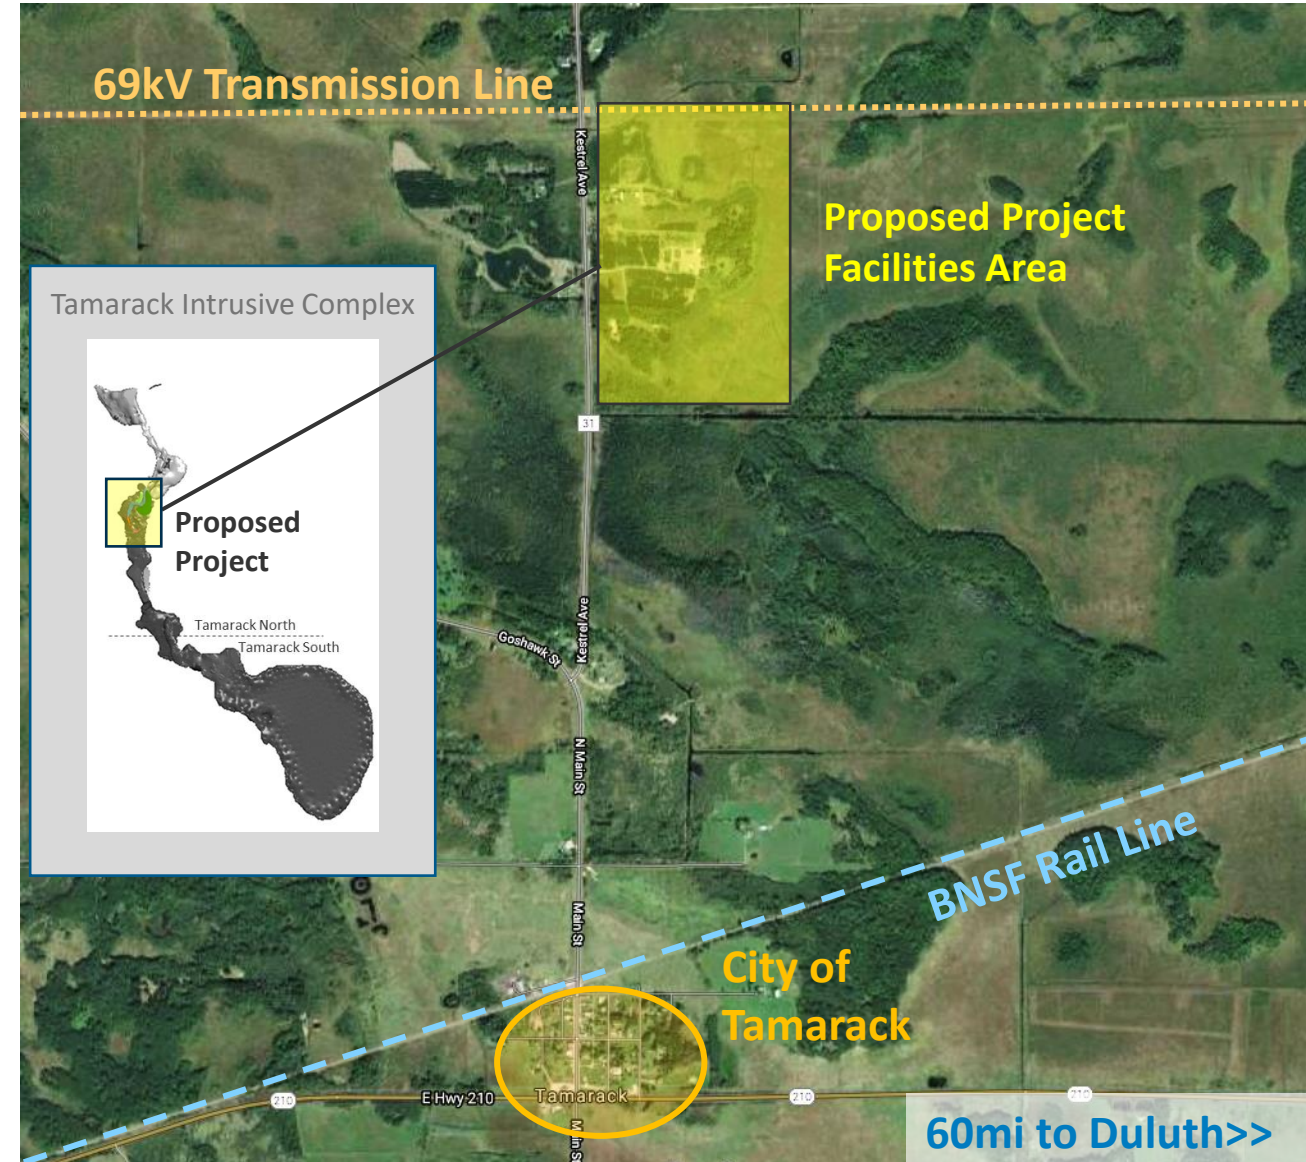 69kV Transmission Line
Kestrel Ave
Proposed Project
Facilities Area
Tamarack Intrusive Complex
31
Proposed
Project
Tamarack North
Tamarack South
Kestrel Ave
Goshawk St
N Main St
BNSF Rail Line
Main St
City of
Tamarack
210
E Hwy 210
Tamarack
210
210
Main St
60mi to Duluth>>